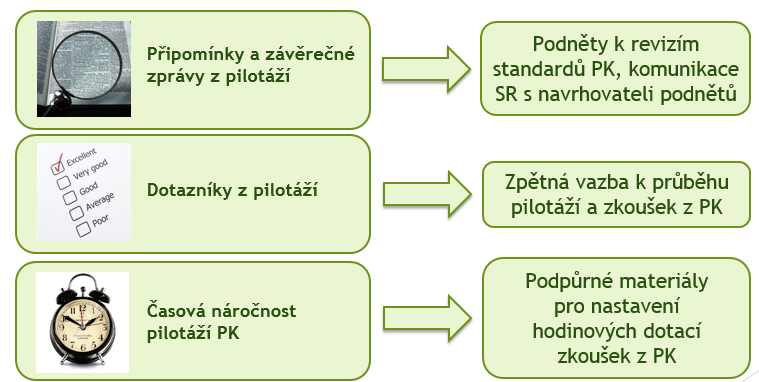 Připomínky a závěrečné
zprávy z pilotáží
Podněty k revizím
standardů PK, komunikace
SR s navrhovateli podnětů
Excellent
Very good
Good
Average
Poor
Dotazníky z pilotáží
Zpětná vazba k průběhu
pilotáží a zkoušek z PK
Časová náročnost
pilotáží PK
Podpůrné materiály
pro nastavení
hodinových dotací
zkoušek z PK